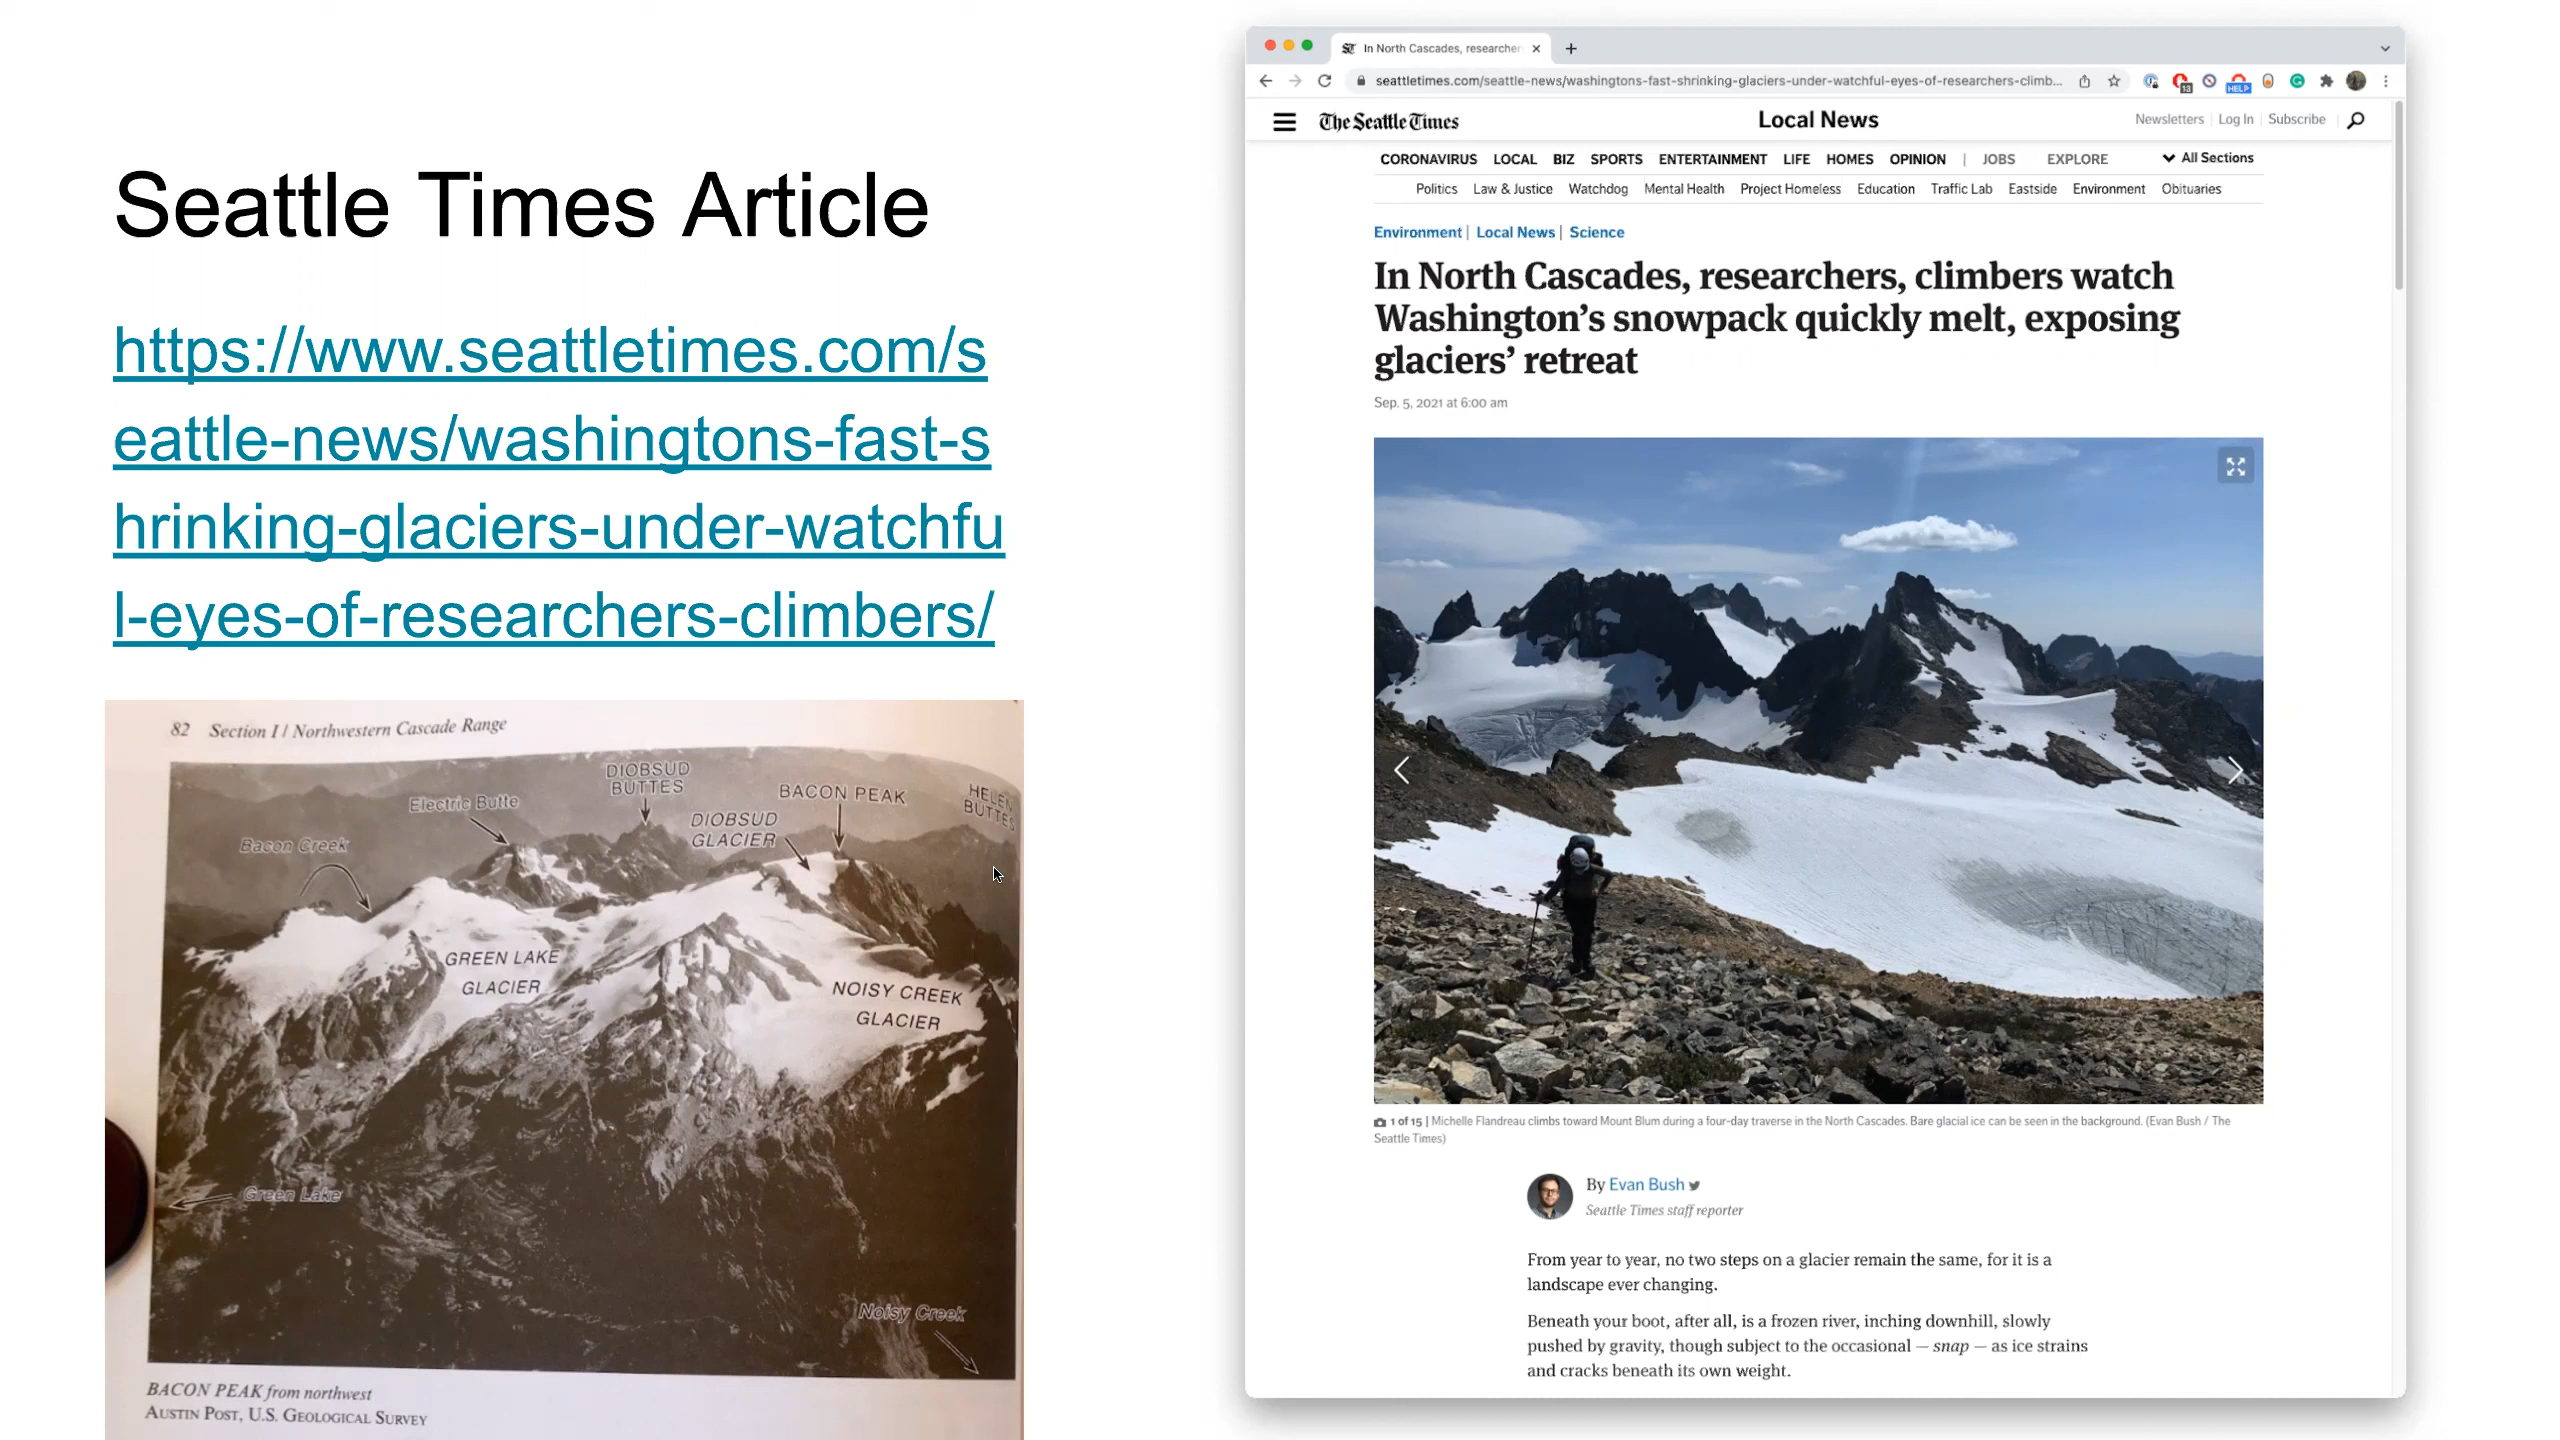 Seattle Times Article
https://www.seattletimes.com/s
eattle-news/washingtons-fast-s
hrinking-glaciers-under-watchfu
l-eyes-of-researchers-climbers/
82 Section I / Northwestern Cascade Range
DIOBSUD
BUTTES
Electric Butte
BACON PEAK
HELEN
BUTTES
DIOBSUD
GLACIER
Bacon Creek
GREEN LAKE
GLACIER
NOISY CREEK
GLACIER
Green Lake
Noisy Creek
BACON PEAK from northwest
AUSTIN POST, U.S. GEOLOGICAL SURVEY
In North Cascades, researcher
seattletimes.com/seattle-news/washingtons-fast-shrinking-glaciers-under-watchful-eyes-of-researchers-climb...
13
HELP
The Seattle Times
Local News
Newsletters | Log In | Subscribe
CORONAVIRUS LOCAL BIZ SPORTS ENTERTAINMENT LIFE HOMES OPINION | JOBS EXPLORE All Sections
Politics Law & Justice Watchdog Mental Health Project Homeless Education Traffic Lab Eastside Environment Obituaries
Environment | Local News | Science
In North Cascades, researchers, climbers watch
Washington’s snowpack quickly melt, exposing
glaciers’ retreat
Sep. 5, 2021 at 6:00 am
1 of 15 | Michelle Flandreau climbs toward Mount Blum during a four-day traverse in the North Cascades. Bare glacial ice can be seen in the background. (Evan Bush / The
Seattle Times)
By Evan Bush
Seattle Times staff reporter
From year to year, no two steps on a glacier remain the same, for it is a
landscape ever changing.
Beneath your boot, after all, is a frozen river, inching downhill, slowly
pushed by gravity, though subject to the occasional — snap — as ice strains
and cracks beneath its own weight.